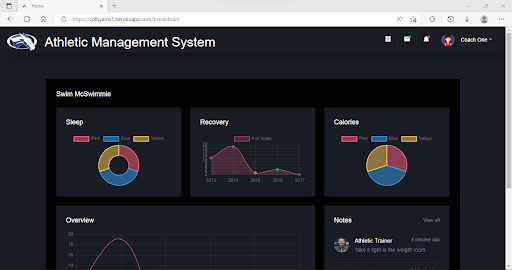 Home
https://colbyams1.herokuapp.com/breakdown
Athletic Management System
Coach One
Swim McSwimmie
Sleep
Pink Blue Yellow
Recovery
# of Votes
2013 2014 2015 2016 2017
Calories
Pink Blue Yellow
Overview
20
18
16
14
12
10
Notes
View all
Athletic Trainer
5 minutes ago
Take it light in the weight room